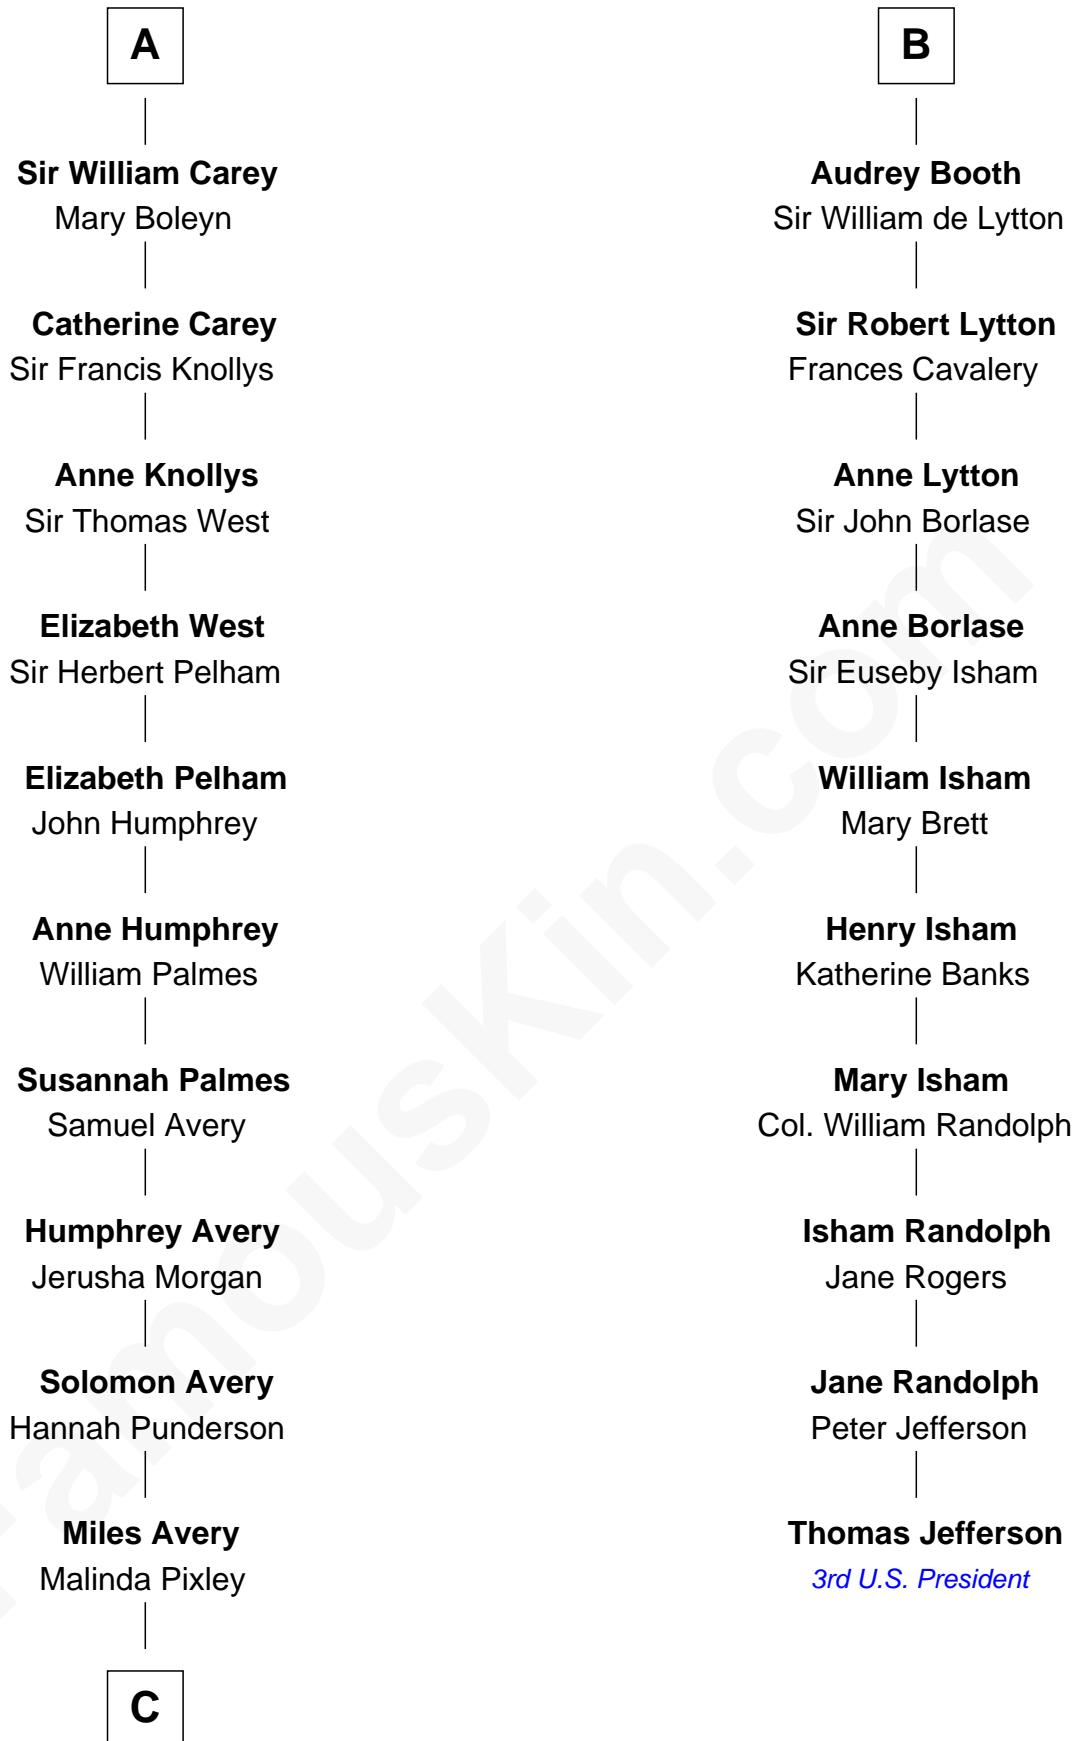 A
Sir William Carey
Mary Boleyn
Catherine Carey
Sir Francis Knollys
Anne Knollys
Sir Thomas West
Elizabeth West
Sir Herbert Pelham
Elizabeth Pelham
John Humphrey
Anne Humphrey
William Palmes
Susannah Palmes
Samuel Avery
Humphrey Avery
Jerusha Morgan
Solomon Avery
Hannah Punderson
Miles Avery
Malinda Pixley
C
B
Audrey Booth
Sir William de Lytton
Sir Robert Lytton
Frances Cavalery
Anne Lytton
Sir John Borlase
Anne Borlase
Sir Euseby Isham
William Isham
Mary Brett
Henry Isham
Katherine Banks
Mary Isham
Col. William Randolph
Isham Randolph
Jane Rogers
Jane Randolph
Peter Jefferson
Thomas Jefferson
3rd U.S. President
FamousKin.com